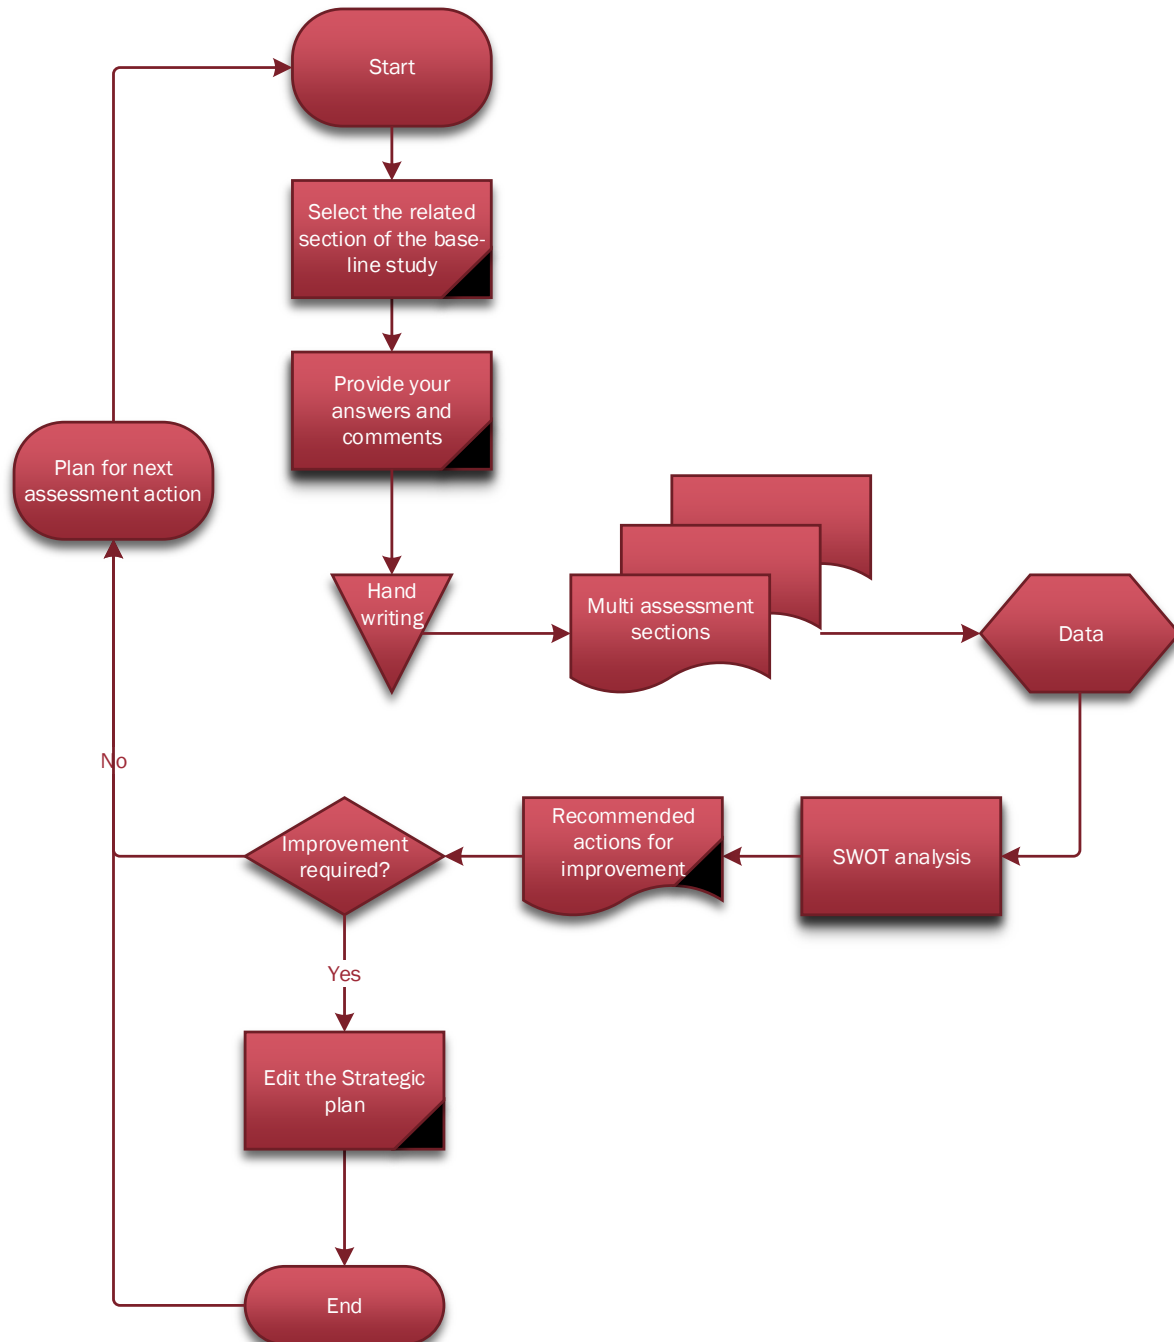 Start
Select the related
section of the base-
line study
Provide your
answers and
comments
Plan for next
assessment action
Hand
writing
Multi assessment
sections
Data
No
Improvement
required?
Recommended
actions for
improvement
SWOT analysis
Yes
Edit the Strategic
plan
End